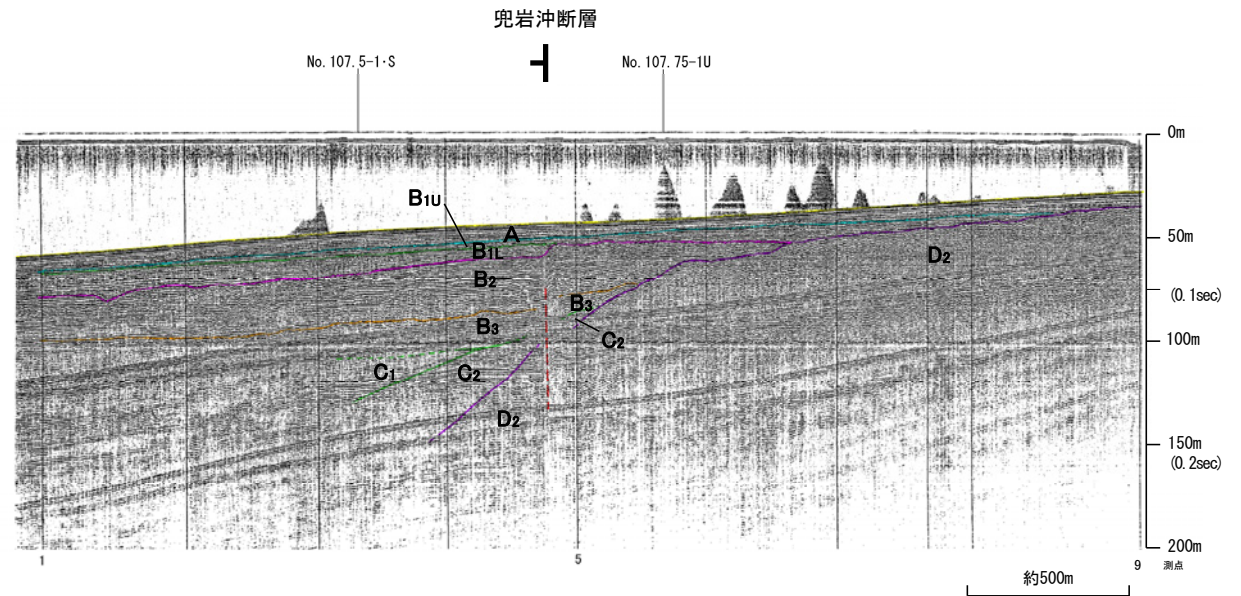 兜岩沖断層
No. 107. 5-1・S
No. 107. 75-1U
0m
B1U
A
50m
B1L
D2
B2
(0.1sec)
B3
B3
C2
100m
C1
C2
D2
150m
(0.2sec)
200m
1
5
9
測点
約500m